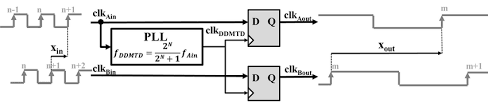 n-1 n n+1
clk_Ain
D Q
clk_Aout
m
PLL
f_DDMTD = 2^N / 2^N + 1 f_Ain
clk_DDMTD
x_in
x_out
n n+1 n+2
clk_Bin
D Q
clk_Bout
m
m+1